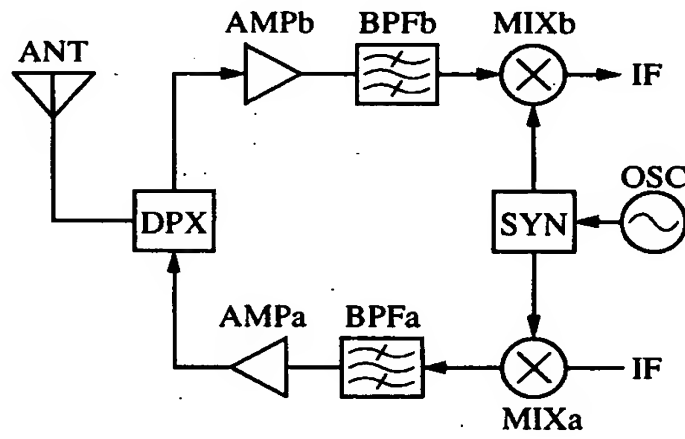 AMPb BPFb MIXb
ANT
IF
OSC
DPX SYN
AMPa BPFa
IF
MIXa